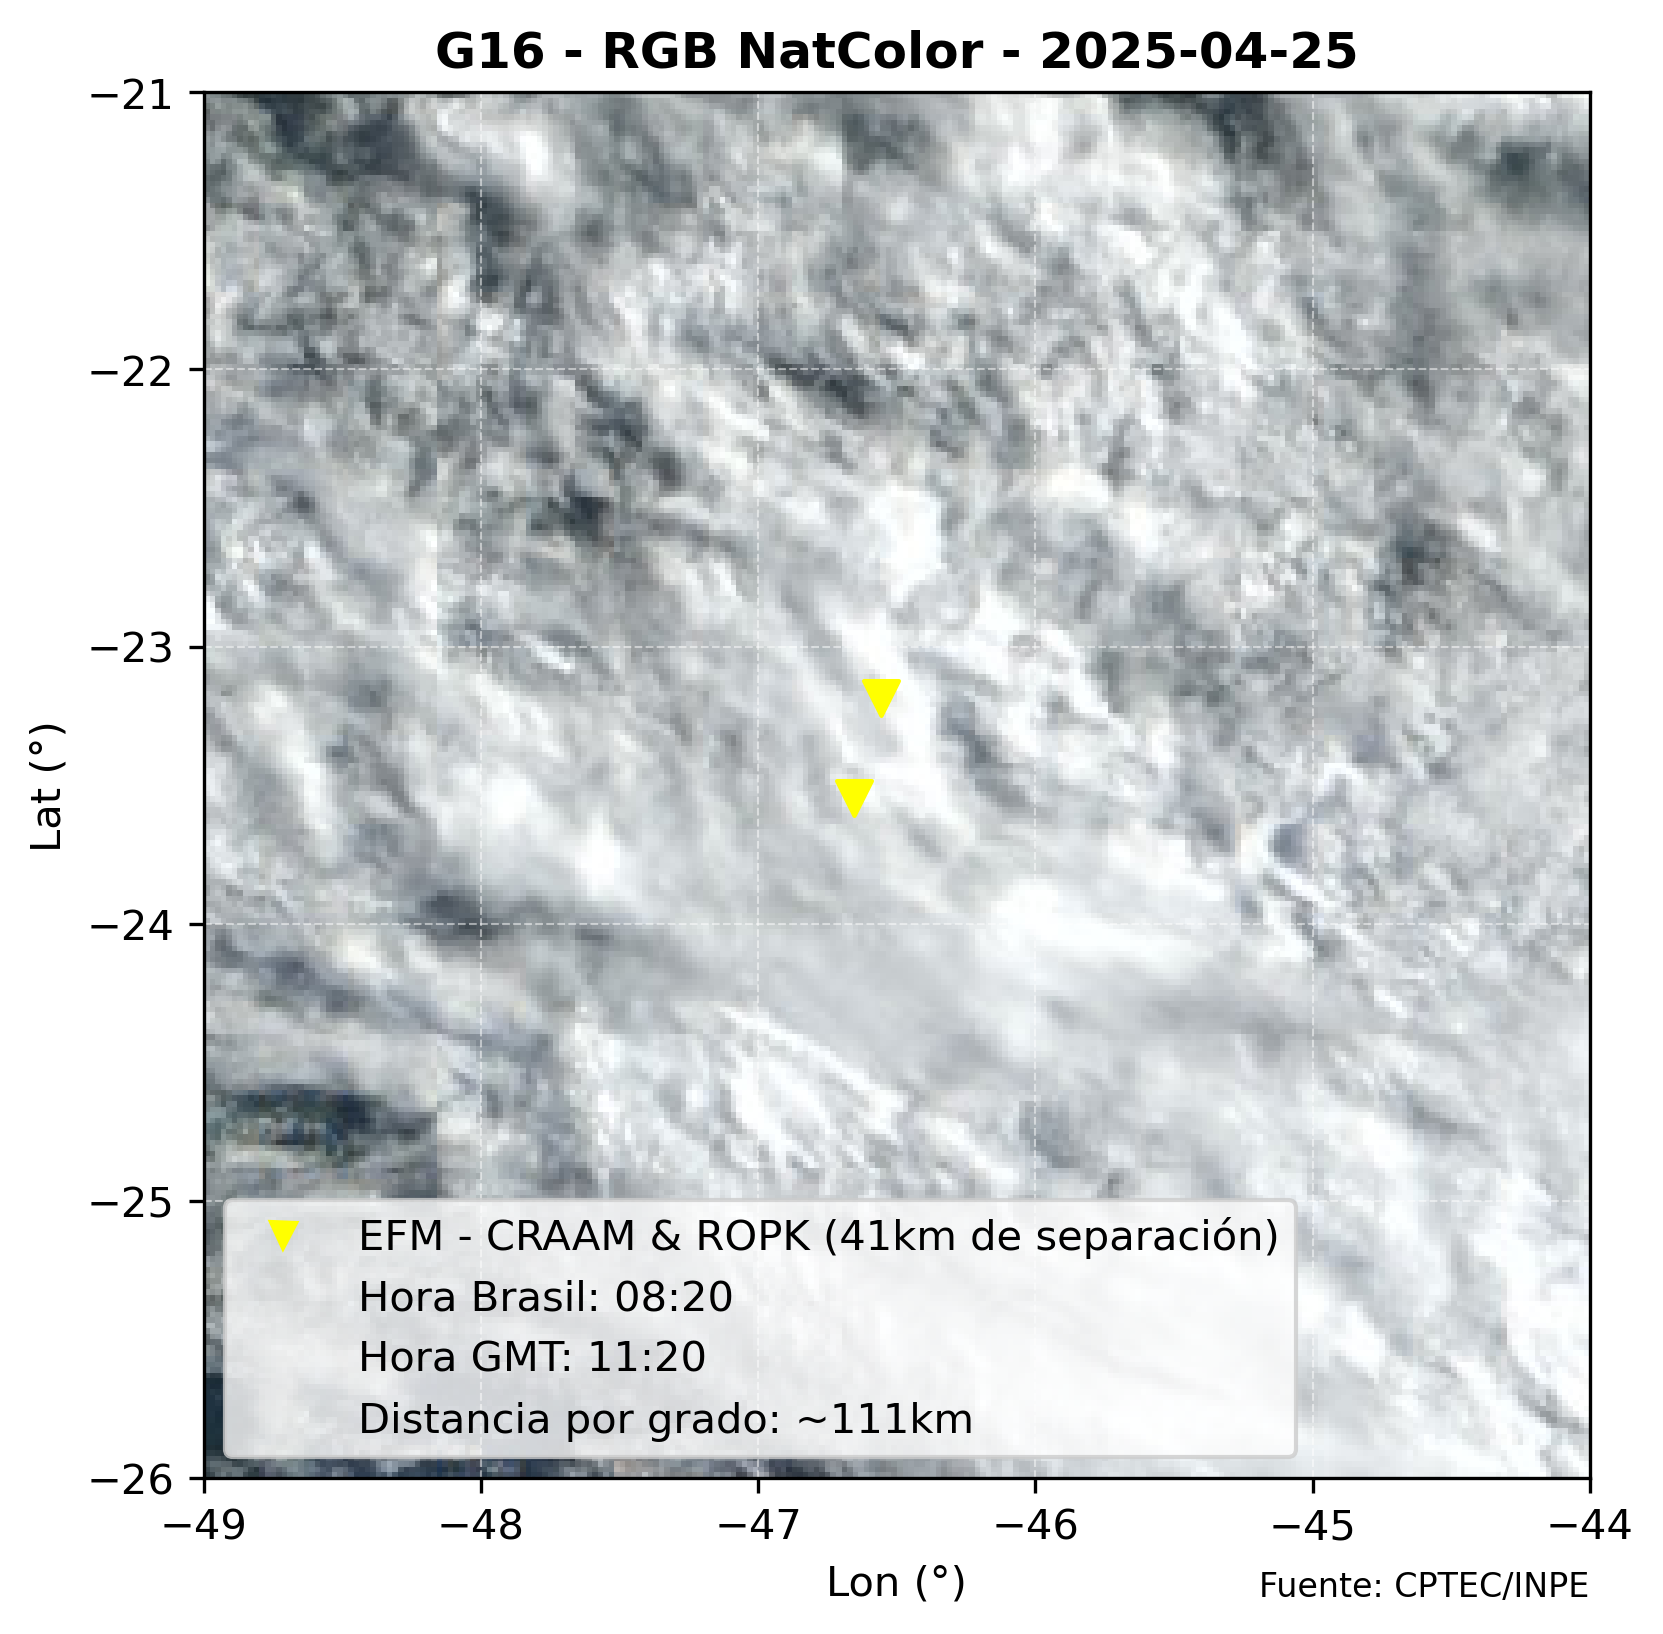 G16 - RGB NatColor - 2025-04-25
−21
−22
−23
−24
−25
−26
Lat (°)
EFM - CRAAM & ROPK (41km de separación)
Hora Brasil: 08:20
Hora GMT: 11:20
Distancia por grado: ~111km
−49 −48 −47 −46 −45 −44
Lon (°)
Fuente: CPTEC/INPE